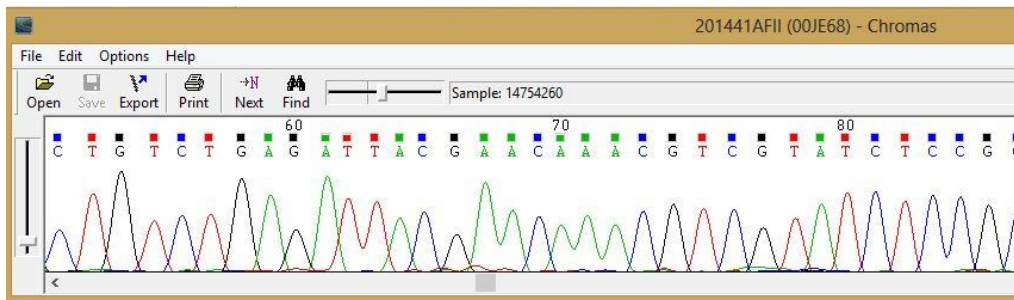 201441AFII (00JE68) - Chromas
File Edit Options Help
Open Save Export Print →N Next Find Sample: 14754260
60 70 80
C T G T C T G A G A T T A C G A A C A A A C G T C G T A T C T C C G